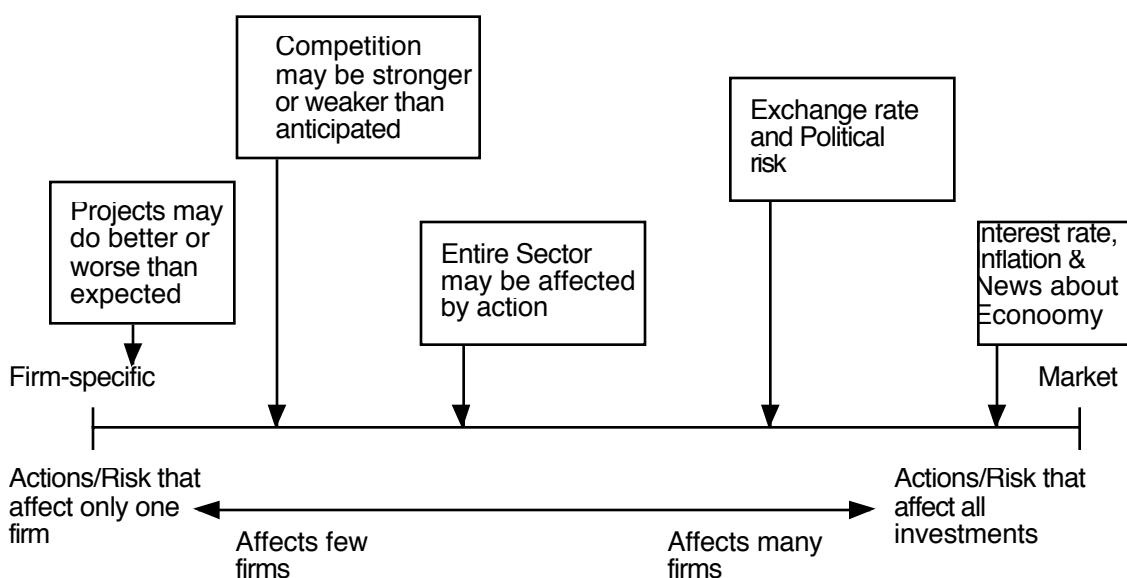 Competition
may be stronger
or weaker than
anticipated
Exchange rate
and Political
risk
Projects may
do better or
worse than
expected
Entire Sector
may be affected
by action
nterest rate,
nflation &
News about
Econoomy
Firm-specific
Market
Actions/Risk that
affect only one
firm
Affects few
firms
Affects many
firms
Actions/Risk that
affect all
investments